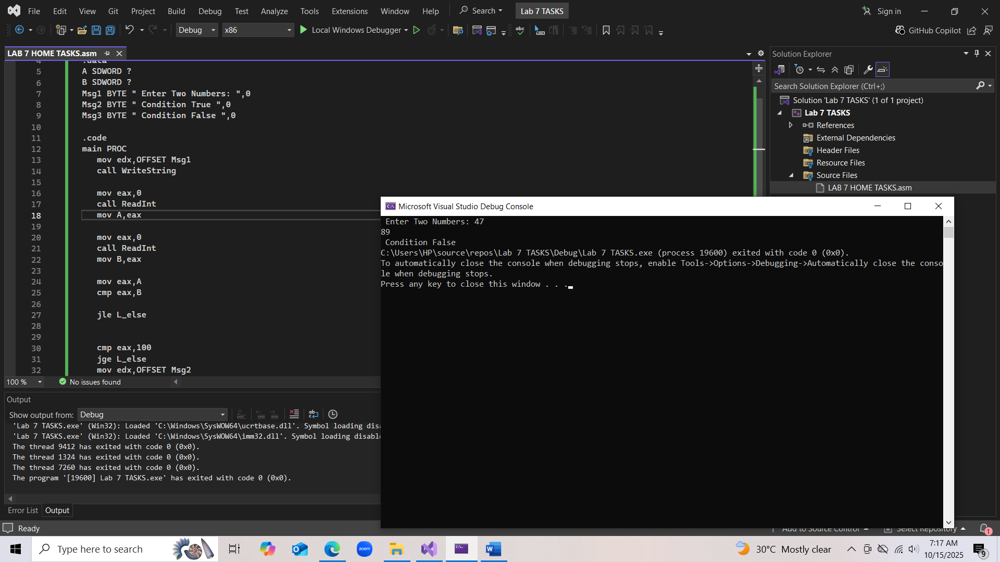 File Edit View Git Project Build Debug Test Analyze Tools Extensions Window Help Search Lab 7 TASKS Sign in
Debug x86 Local Windows Debugger GitHub Copilot
LAB 7 HOME TASKS.asm
4 .data
5 A SDWORD ?
6 B SDWORD ?
7 Msg1 BYTE " Enter Two Numbers: ",0
8 Msg2 BYTE " Condition True ",0
9 Msg3 BYTE " Condition False ",0
10
11 .code
12 main PROC
13 mov edx,OFFSET Msg1
14 call WriteString
15
16 mov eax,0
17 call ReadInt
18 mov A,eax
19
20 mov eax,0
21 call ReadInt
22 mov B,eax
23
24 mov eax,A
25 cmp eax,B
26
27 jle L_else
28
29
30 cmp eax,100
31 jge L_else
32 mov edx,OFFSET Msg2
100 % No issues found
Output
Show output from: Debug
'Lab 7 TASKS.exe' (Win32): Loaded 'C:\Windows\SysWOW64\ucrtbase.dll'. Symbol loading disa
'Lab 7 TASKS.exe' (Win32): Loaded 'C:\Windows\SysWOW64\imm32.dll'. Symbol loading disable
The thread 9412 has exited with code 0 (0x0).
The thread 1324 has exited with code 0 (0x0).
The thread 7260 has exited with code 0 (0x0).
The program '[19600] Lab 7 TASKS.exe' has exited with code 0 (0x0).
Error List Output
Solution Explorer
Search Solution Explorer (Ctrl+;)
Solution 'Lab 7 TASKS' (1 of 1 project)
Lab 7 TASKS
References
External Dependencies
Header Files
Resource Files
Source Files
LAB 7 HOME TASKS.asm
Microsoft Visual Studio Debug Console
Enter Two Numbers: 47
89
Condition False
C:\Users\HP\source\repos\Lab 7 TASKS\Debug\Lab 7 TASKS.exe (process 19600) exited with code 0 (0x0).
To automatically close the console when debugging stops, enable Tools->Options->Debugging->Automatically close the conso
le when debugging stops.
Press any key to close this window . . .
Ready Add to Source Control Select Repository 1
Type here to search zoom 30°C Mostly clear 7:17 AM
10/15/2025 9